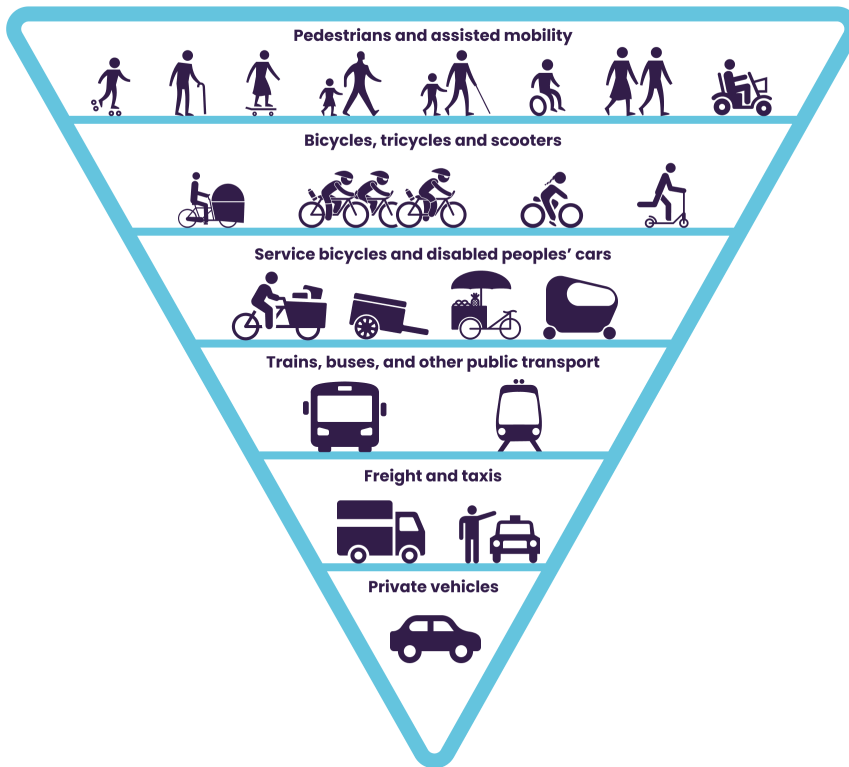 Pedestrians and assisted mobility
Bicycles, tricycles and scooters
Service bicycles and disabled peoples’ cars
Trains, buses, and other public transport
Freight and taxis
Private vehicles